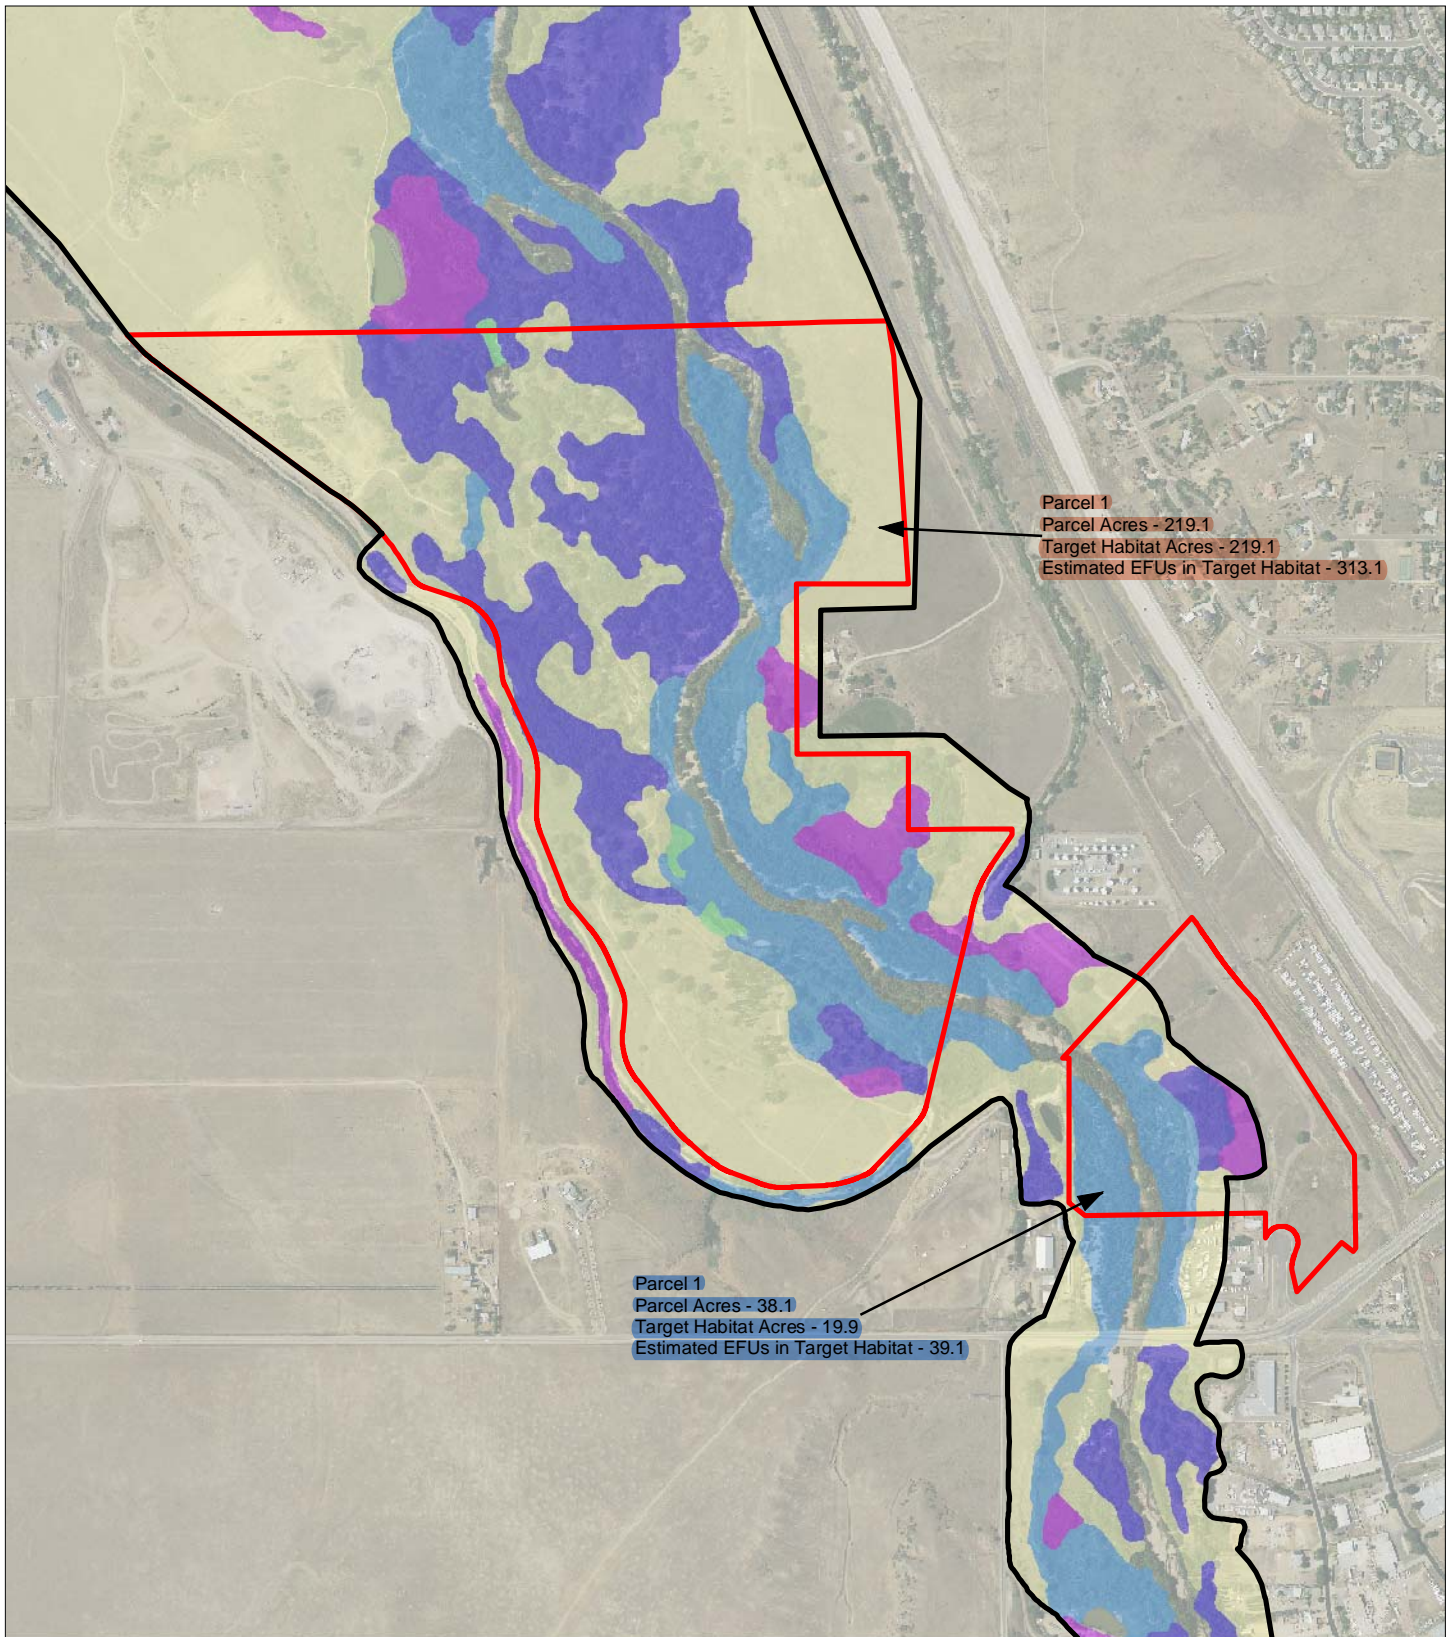 Parcel 1
Parcel Acres - 219.1
Target Habitat Acres - 219.1
Estimated EFUs in Target Habitat - 313.1
Parcel 1
Parcel Acres - 38.1
Target Habitat Acres - 19.9
Estimated EFUs in Target Habitat - 39.1